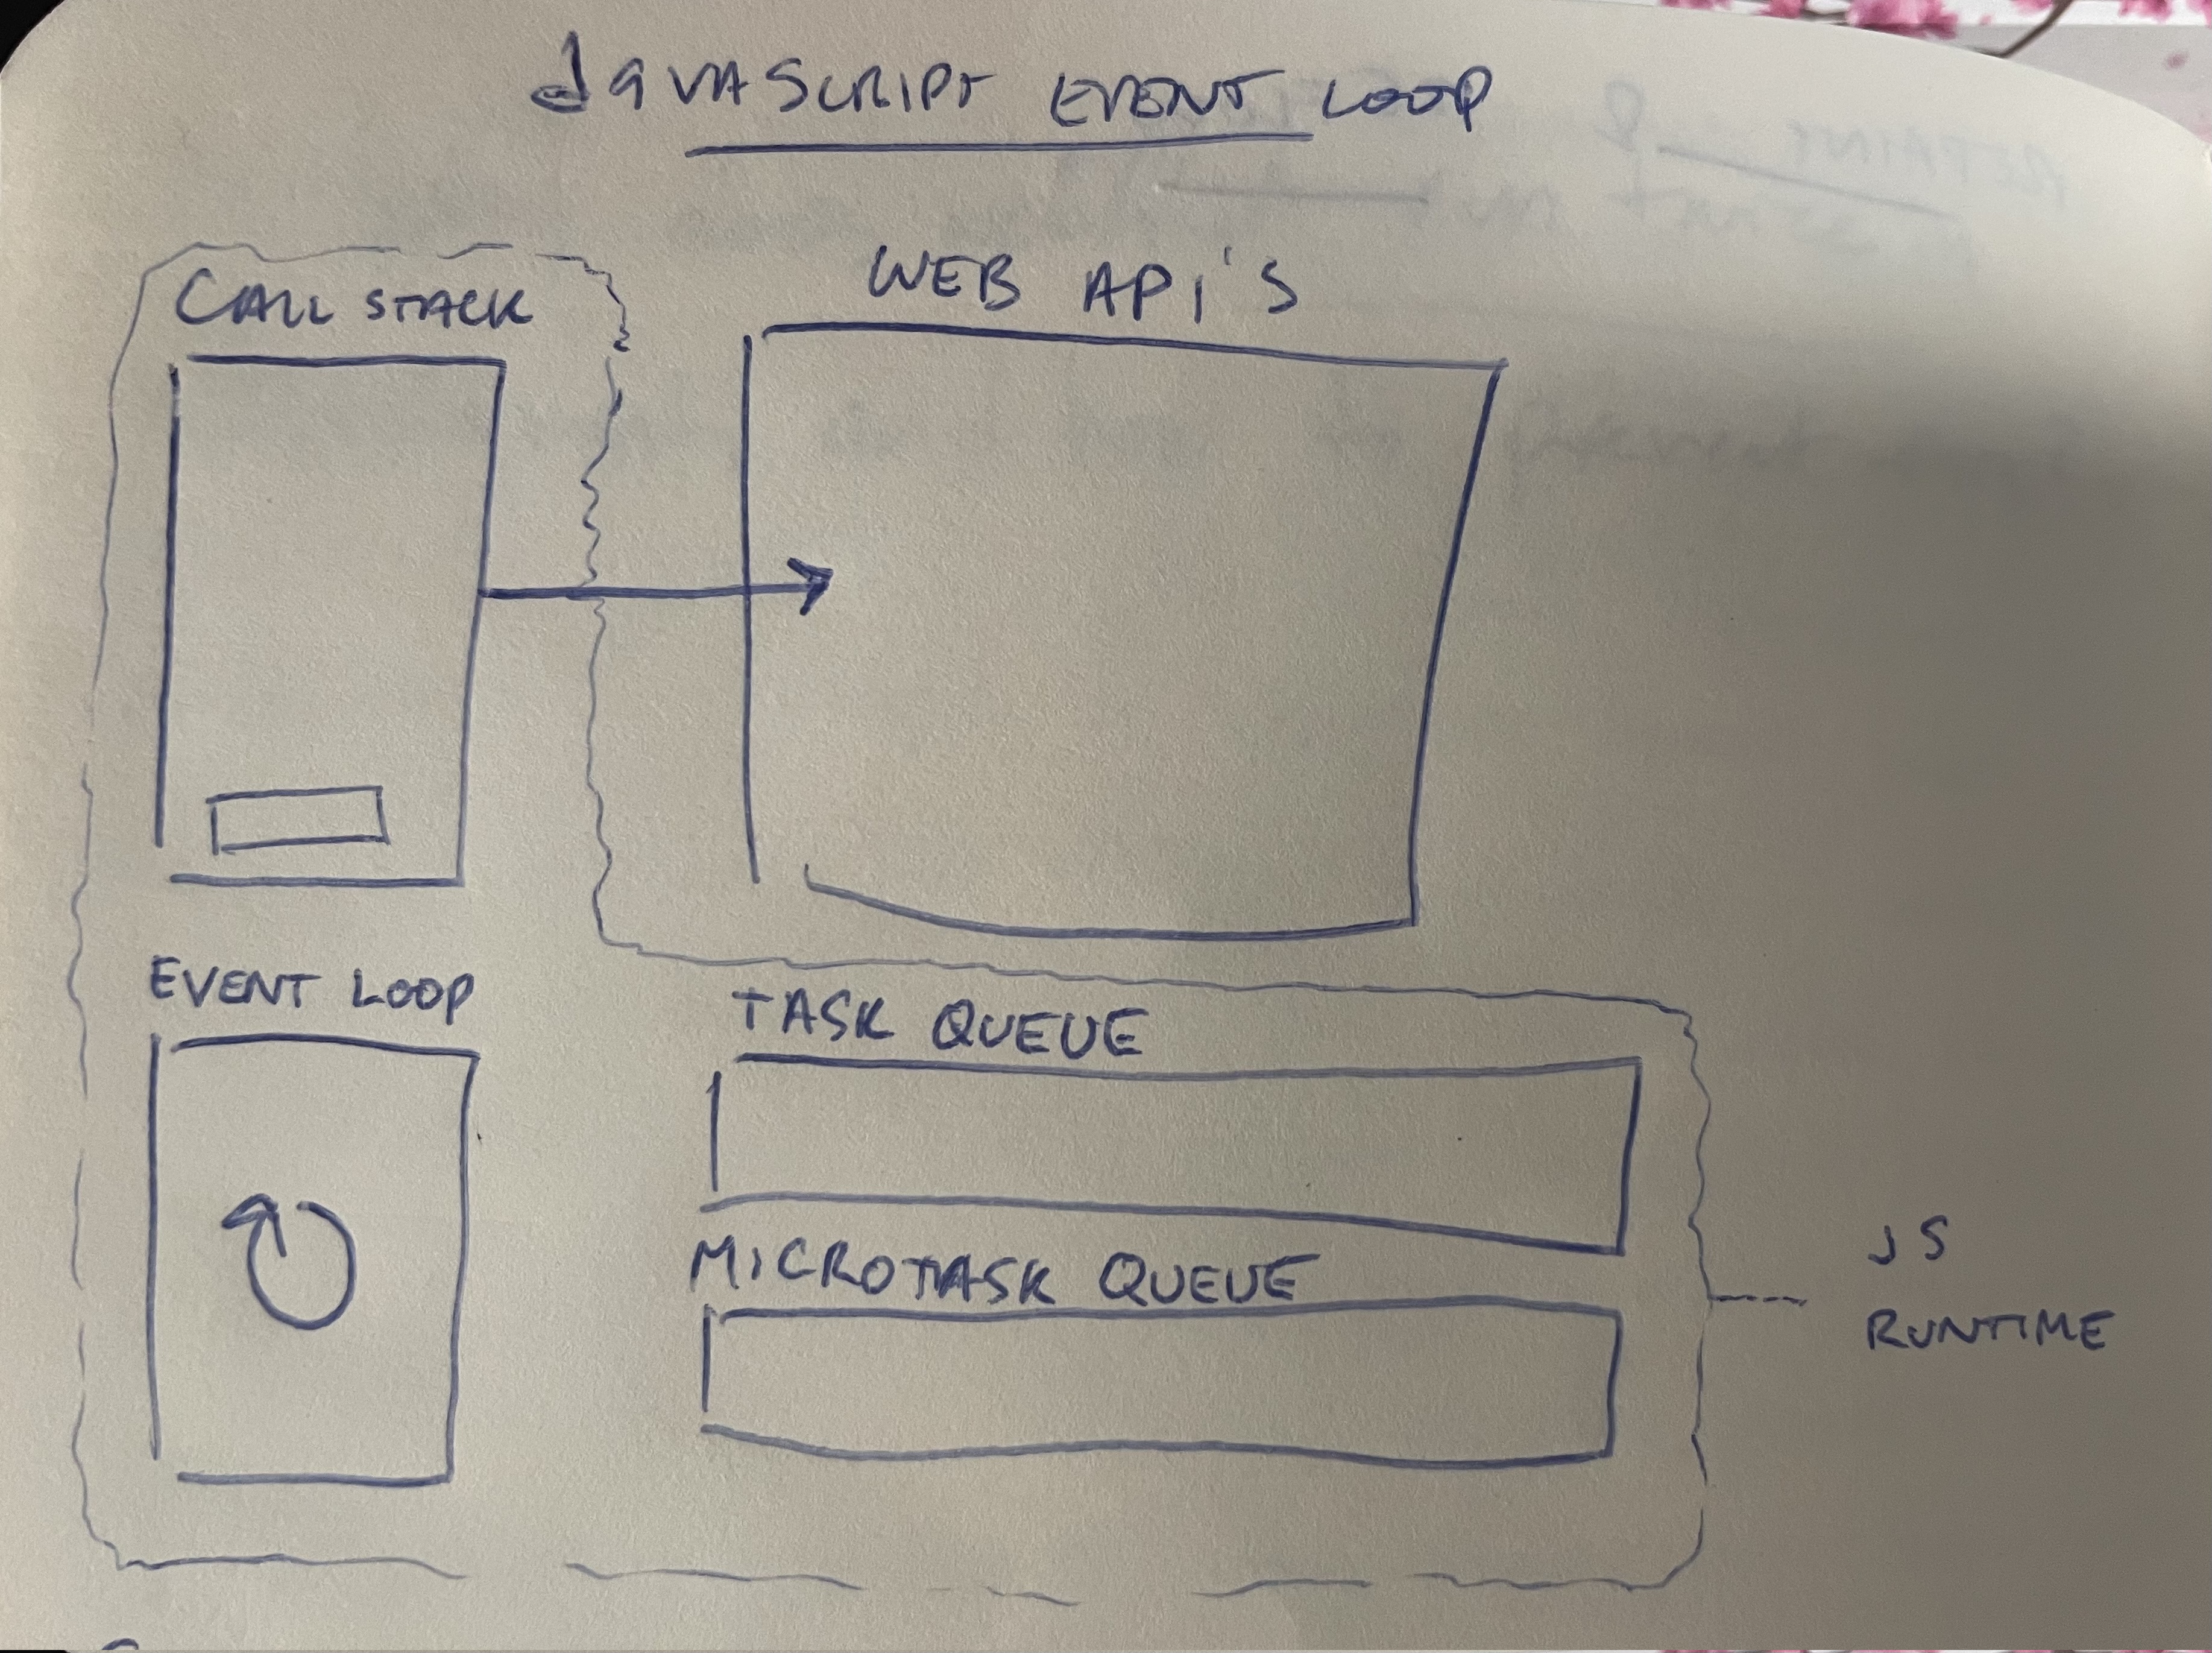 JAVASCRIPT EVENT LOOP
CALL STACK
WEB API'S
EVENT LOOP
TASK QUEUE
MICROTASK QUEUE
JS
RUNTIME